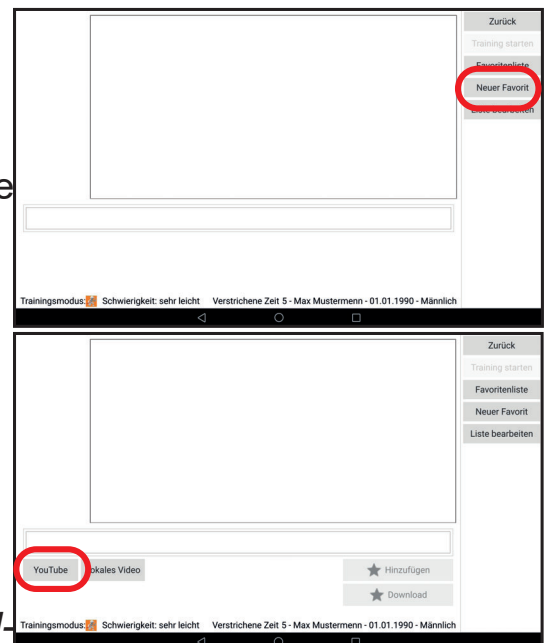 Zurück
Training starten
Favoritenliste
Neuer Favorit
Liste bearbeiten
e
Trainingsmodus: Schwierigkeit: sehr leicht Verstrichene Zeit 5 - Max Mustermenn - 01.01.1990 - Männlich
Zurück
Training starten
Favoritenliste
Neuer Favorit
Liste bearbeiten
YouTube Lokales Video Hinzufügen
Download
Trainingsmodus: Schwierigkeit: sehr leicht Verstrichene Zeit 5 - Max Mustermenn - 01.01.1990 - Männlich